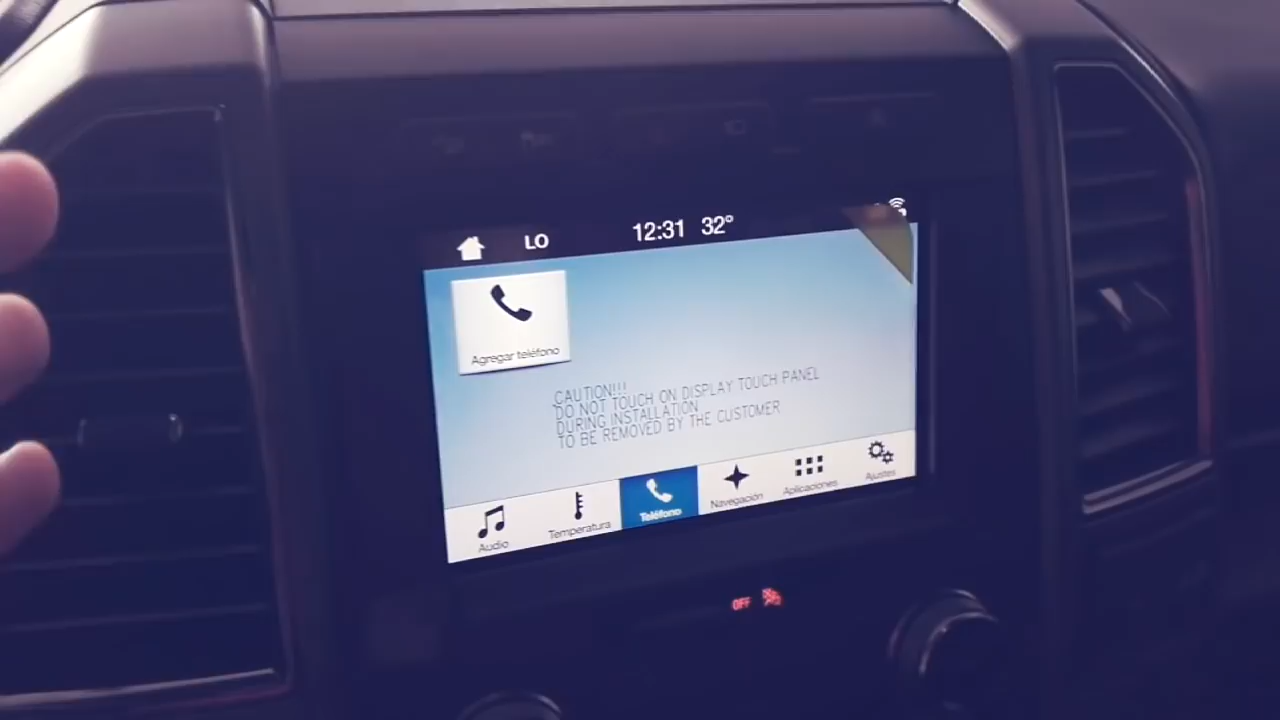 LO 12:31 32°
Agregar teléfono
CAUTION!!!
DO NOT TOUCH ON DISPLAY TOUCH PANEL
DURING INSTALLATION
TO BE REMOVED BY THE CUSTOMER
Audio Temperatura Teléfono Navegación Aplicaciones Ajustes
OFF